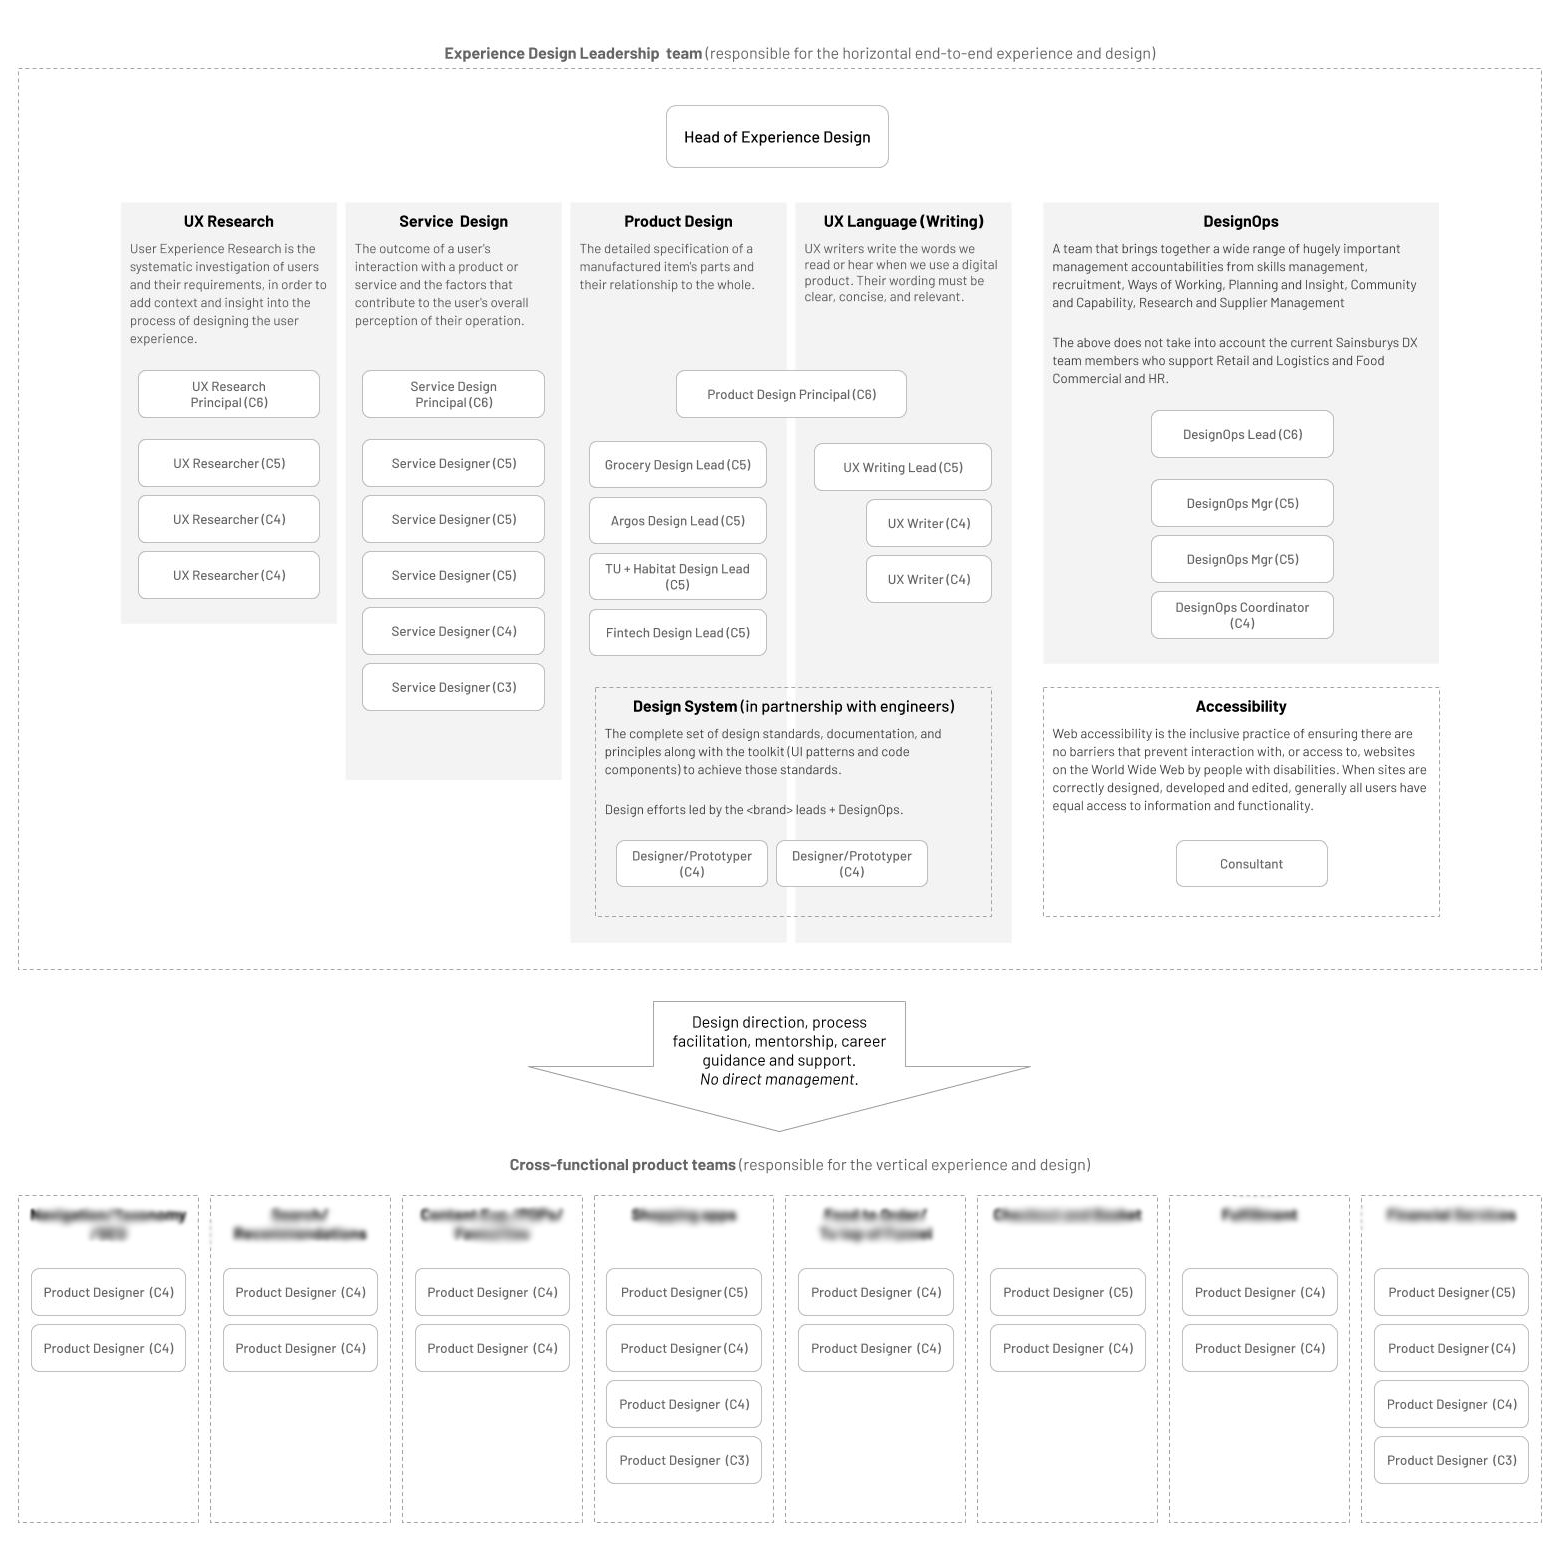 Experience Design Leadership team (responsible for the horizontal end-to-end experience and design)
Head of Experience Design
UX Research
User Experience Research is the
systematic investigation of users
and their requirements, in order to
add context and insight into the
process of designing the user
experience.
UX Research
Principal (C6)
UX Researcher (C5)
UX Researcher (C4)
UX Researcher (C4)
Service Design
The outcome of a user's
interaction with a product or
service and the factors that
contribute to the user's overall
perception of their operation.
Service Design
Principal (C6)
Service Designer (C5)
Service Designer (C5)
Service Designer (C5)
Service Designer (C4)
Service Designer (C3)
Product Design
The detailed specification of a
manufactured item's parts and
their relationship to the whole.
UX Language (Writing)
UX writers write the words we
read or hear when we use a digital
product. Their wording must be
clear, concise, and relevant.
Product Design Principal (C6)
Grocery Design Lead (C5)
Argos Design Lead (C5)
TU + Habitat Design Lead
(C5)
Fintech Design Lead (C5)
UX Writing Lead (C5)
UX Writer (C4)
UX Writer (C4)
Design System (in partnership with engineers)
The complete set of design standards, documentation, and
principles along with the toolkit (UI patterns and code
components) to achieve those standards.
Design efforts led by the <brand> leads + DesignOps.
Designer/Prototyper
(C4)
Designer/Prototyper
(C4)
DesignOps
A team that brings together a wide range of hugely important
management accountabilities from skills management,
recruitment, Ways of Working, Planning and Insight, Community
and Capability, Research and Supplier Management
The above does not take into account the current Sainsburys DX
team members who support Retail and Logistics and Food
Commercial and HR.
DesignOps Lead (C6)
DesignOps Mgr (C5)
DesignOps Mgr (C5)
DesignOps Coordinator
(C4)
Accessibility
Web accessibility is the inclusive practice of ensuring there are
no barriers that prevent interaction with, or access to, websites
on the World Wide Web by people with disabilities. When sites are
correctly designed, developed and edited, generally all users have
equal access to information and functionality.
Consultant
Design direction, process
facilitation, mentorship, career
guidance and support.
No direct management.
Cross-functional product teams (responsible for the vertical experience and design)
Product Designer (C4)
Product Designer (C4)
Product Designer (C4)
Product Designer (C4)
Product Designer (C4)
Product Designer (C4)
Product Designer (C5)
Product Designer (C4)
Product Designer (C4)
Product Designer (C3)
Product Designer (C4)
Product Designer (C4)
Product Designer (C5)
Product Designer (C4)
Product Designer (C4)
Product Designer (C4)
Product Designer (C5)
Product Designer (C4)
Product Designer (C4)
Product Designer (C3)